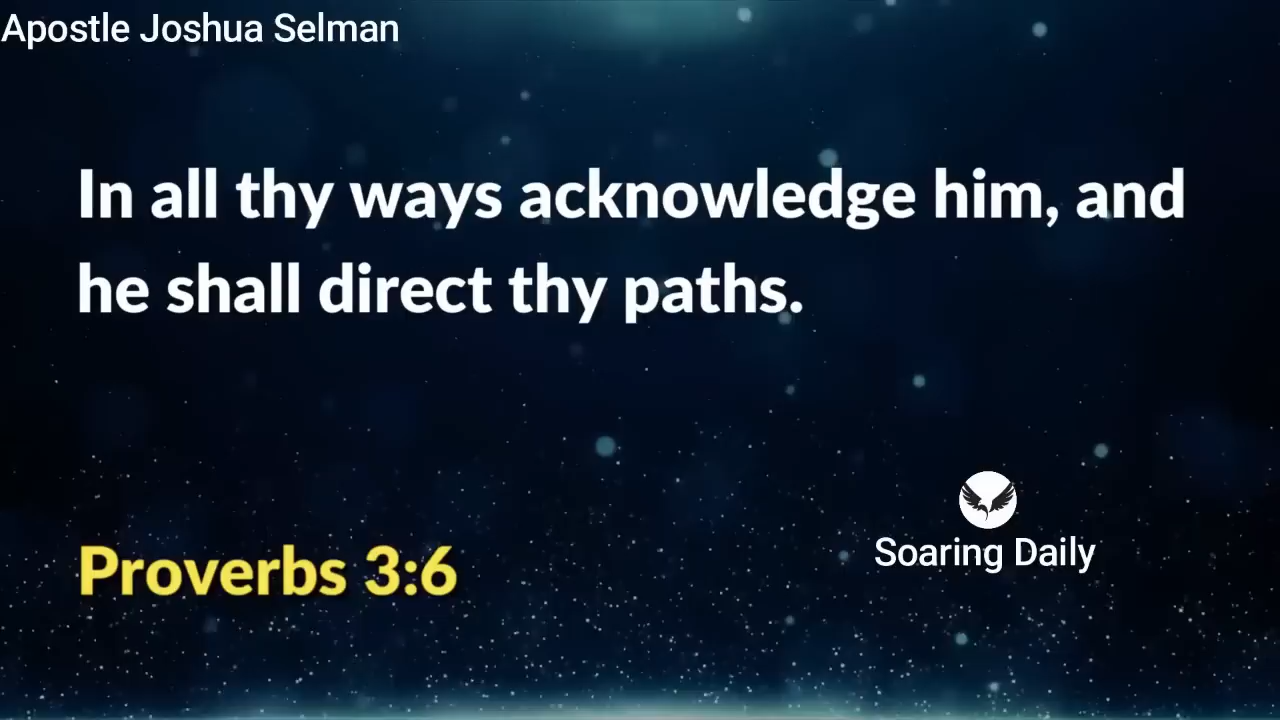 Apostle Joshua Selman
In all thy ways acknowledge him, and
he shall direct thy paths.
Soaring Daily
Proverbs 3:6